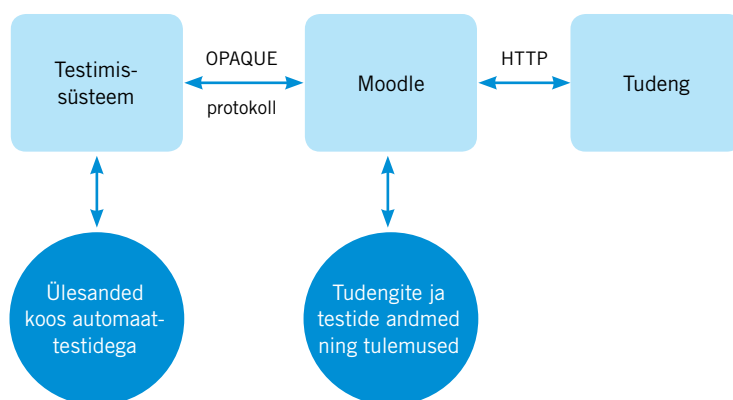 Testimis-
süsteem
OPAQUE
protokoll
Moodle
HTTP
Tudeng
Ülesanded
koos automaat-
testidega
Tudengite ja
testide andmed
ning tulemused